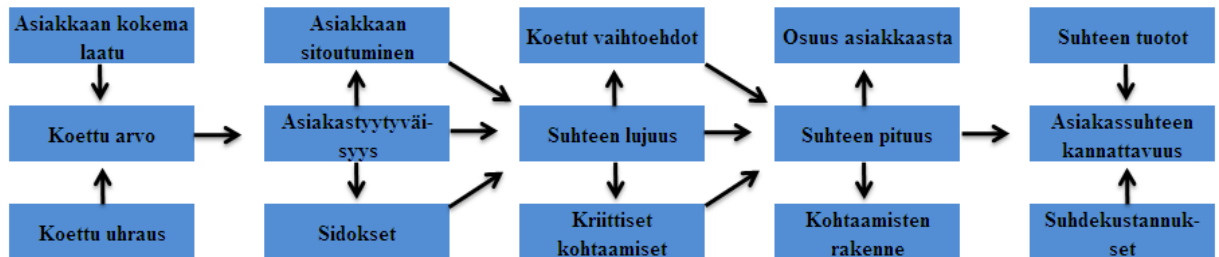 Asiakkaan kokema
laatu
Koettu arvo
Koettu uhraus
Asiakkaan
sitoutuminen
Asiakastyytyväi-
syys
Sidokset
Koetut vaihtoehdot
Suhteen lujuus
Kriittiset
kohtaamiset
Osuus asiakkaasta
Suhteen pituus
Kohtaamisten
rakenne
Suhteen tuotot
Asiakassuhteen
kannattavuus
Suhdekustannuk-
set